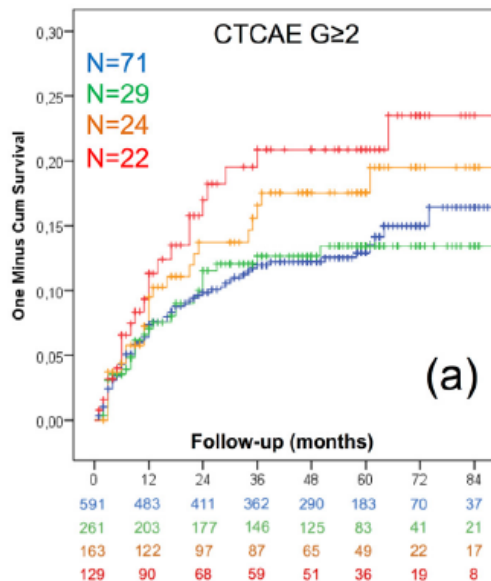 CTCAE G≥2
N=71
N=29
N=24
N=22
0,30
0,25
0,20
0,15
0,10
0,05
0,00
One Minus Cum Survival
(a)
Follow-up (months)
0 12 24 36 48 60 72 84
591 483 411 362 290 183 70 37
261 203 177 146 125 83 41 21
163 122 97 87 65 49 22 17
129 90 68 59 51 36 19 8